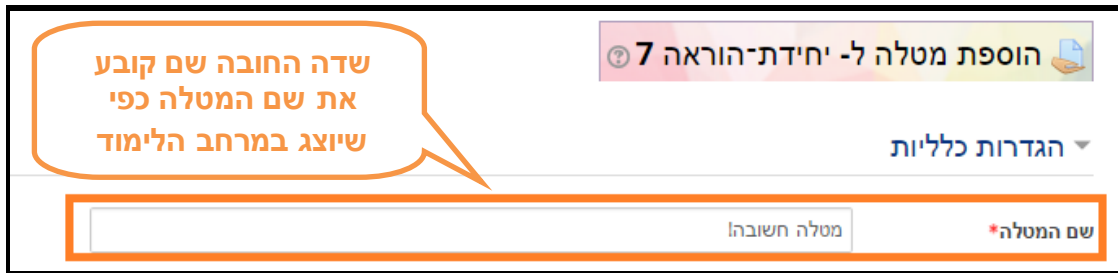 הוספת מטלה ל- יחידת־הוראה 7
שדה החובה שם קובע
את שם המטלה כפי
שיוצג במרחב הלימוד
הגדרות כלליות
שם המטלה*
מטלה חשובה!